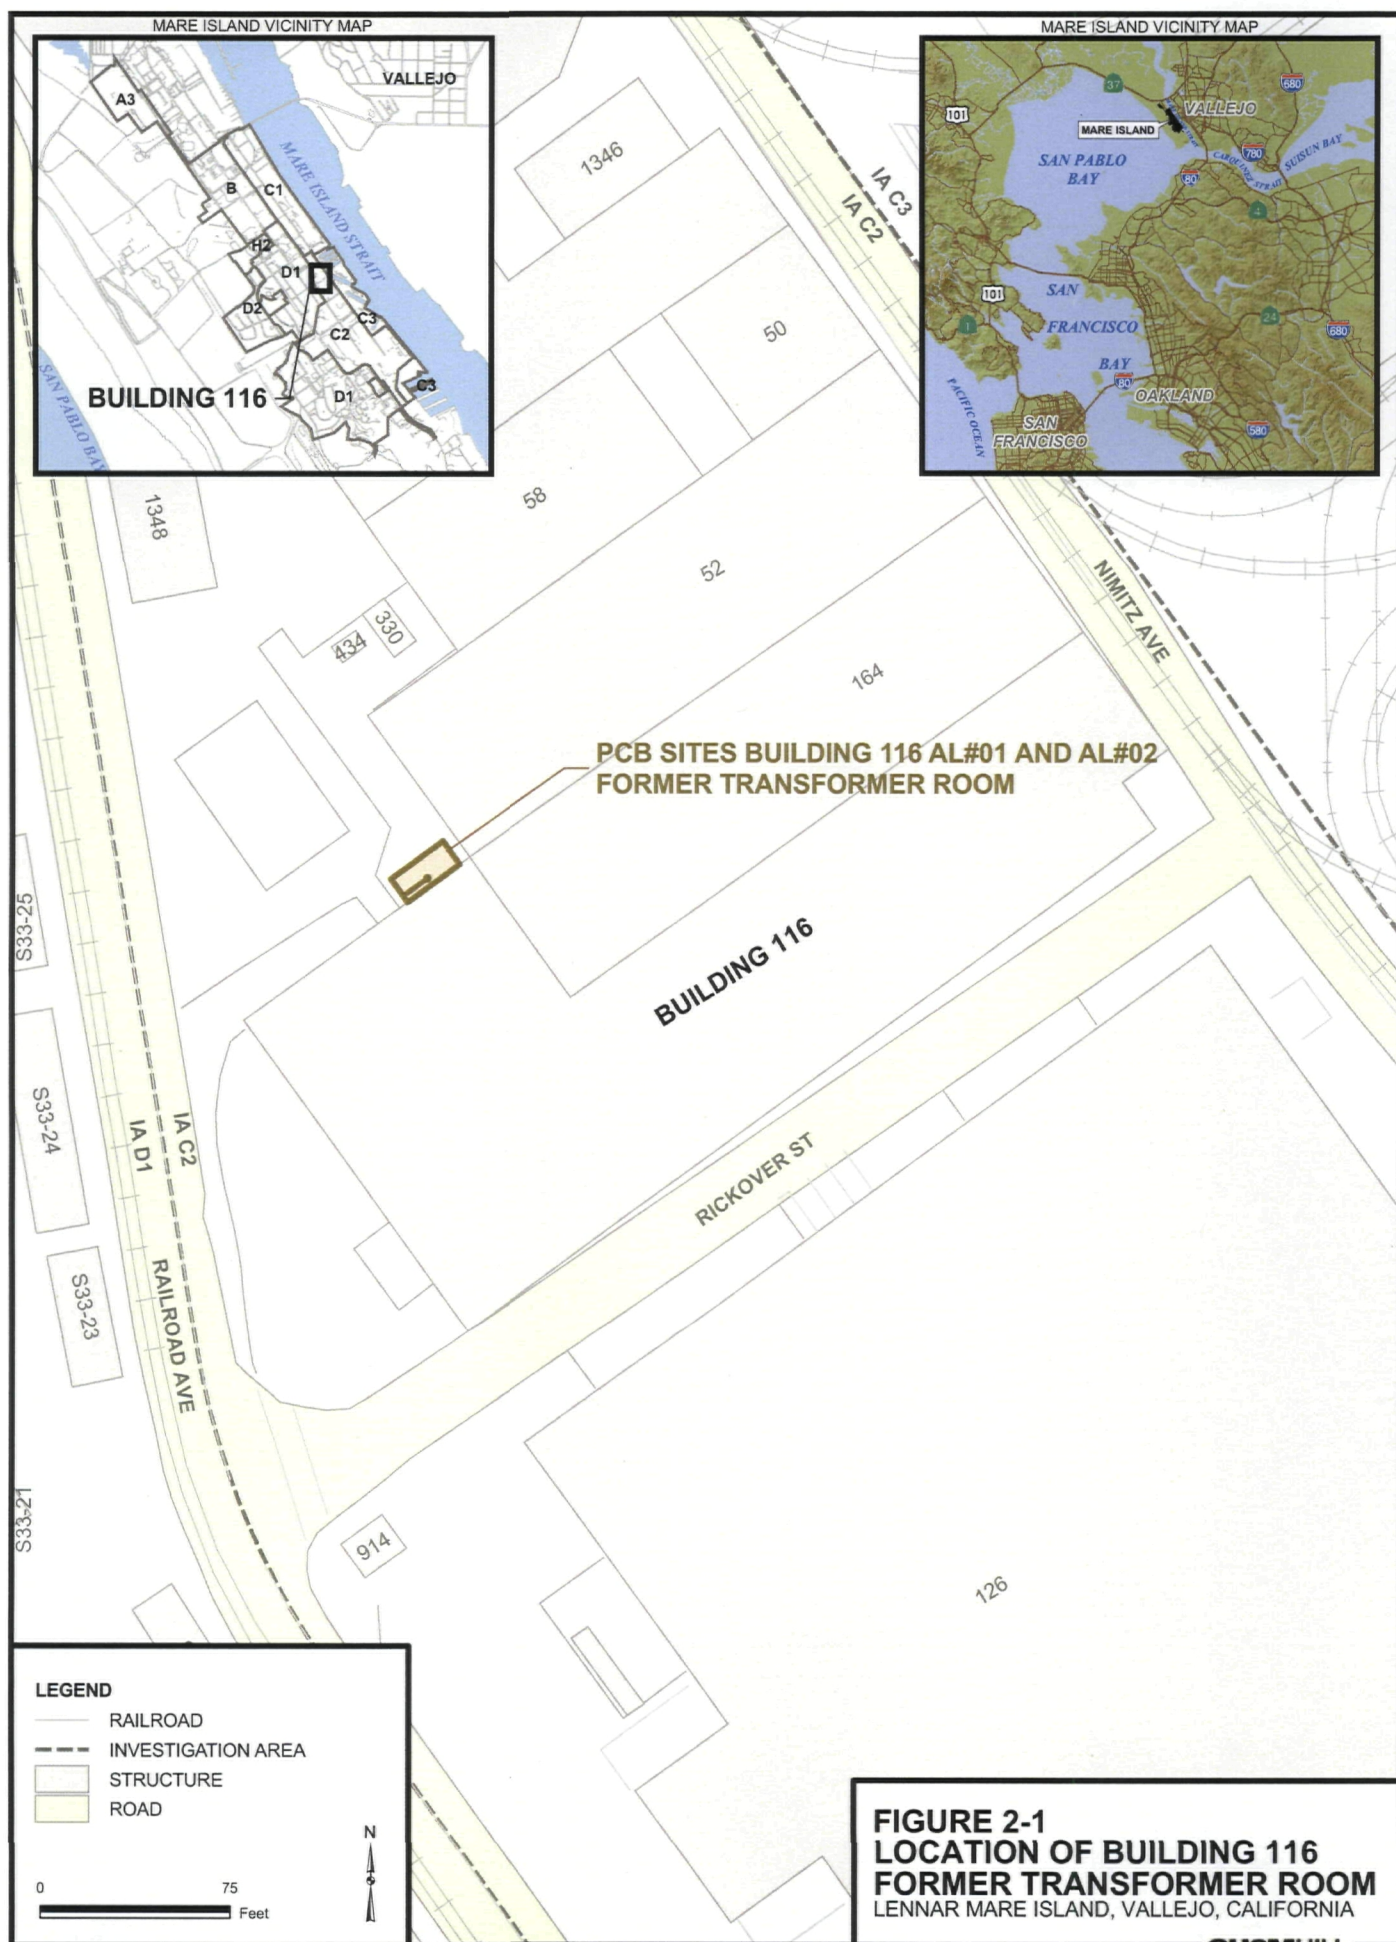 MARE ISLAND VICINITY MAP
VALLEJO
A3
MARE ISLAND STRAIT
B
C1
H2
D1
D2
C2
C3
C3
D1
BUILDING 116
SAN PABLO BAY
MARE ISLAND VICINITY MAP
37
680
101
VALLEJO
MARE ISLAND
SAN PABLO
BAY
780
CARQUINEZ STRAIT
SUISUN BAY
80
4
101
SAN
FRANCISCO
BAY
1
24
680
80
OAKLAND
PACIFIC OCEAN
SAN
FRANCISCO
580
1346
IA C3
IA C2
50
58
1348
52
NIMITZ AVE
330
434
164
PCB SITES BUILDING 116 AL#01 AND AL#02
FORMER TRANSFORMER ROOM
S33-25
BUILDING 116
S33-24
IA C2
IA D1
RICKOVER ST
S33-23
RAILROAD AVE
S33-21
914
126
LEGEND
RAILROAD
INVESTIGATION AREA
STRUCTURE
ROAD
N
0 75
Feet
FIGURE 2-1
LOCATION OF BUILDING 116
FORMER TRANSFORMER ROOM
LENNAR MARE ISLAND, VALLEJO, CALIFORNIA